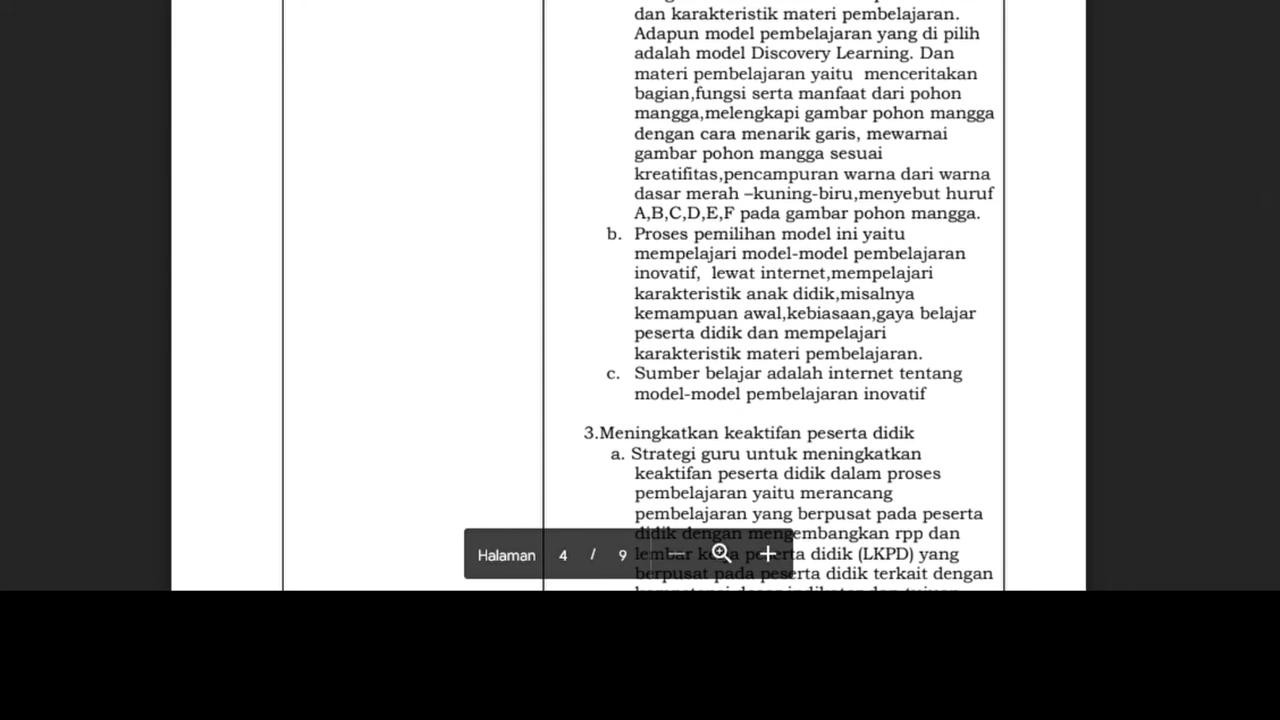 dan karakteristik materi pembelajaran.
Adapun model pembelajaran yang di pilih
adalah model Discovery Learning. Dan
materi pembelajaran yaitu  menceritakan
bagian,fungsi serta manfaat dari pohon
mangga,melengkapi gambar pohon mangga
dengan cara menarik garis, mewarnai
gambar pohon mangga sesuai
kreatifitas,pencampuran warna dari warna
dasar merah –kuning-biru,menyebut huruf
A,B,C,D,E,F pada gambar pohon mangga.
b. Proses pemilihan model ini yaitu
mempelajari model-model pembelajaran
inovatif,  lewat internet,mempelajari
karakteristik anak didik,misalnya
kemampuan awal,kebiasaan,gaya belajar
peserta didik dan mempelajari
karakteristik materi pembelajaran.
c. Sumber belajar adalah internet tentang
model-model pembelajaran inovatif
3.Meningkatkan keaktifan peserta didik
a. Strategi guru untuk meningkatkan
keaktifan peserta didik dalam proses
pembelajaran yaitu merancang
pembelajaran yang berpusat pada peserta
didik dengan mengembangkan rpp dan
lembar kerja peserta didik (LKPD) yang
berpusat pada peserta didik terkait dengan
Halaman 4 / 9